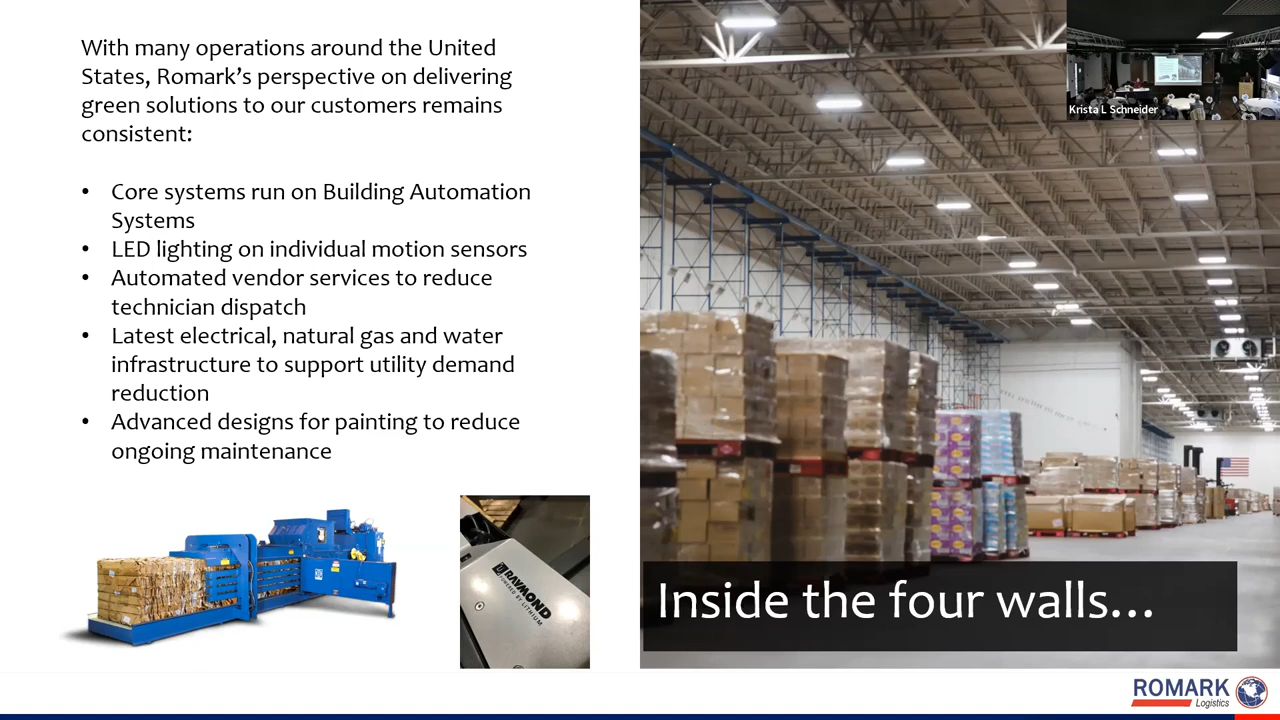 With many operations around the United
States, Romark's perspective on delivering
green solutions to our customers remains
consistent:
• Core systems run on Building Automation
Systems
• LED lighting on individual motion sensors
• Automated vendor services to reduce
technician dispatch
• Latest electrical, natural gas and water
infrastructure to support utility demand
reduction
• Advanced designs for painting to reduce
ongoing maintenance
RAYMOND
POWERED BY LITHIUM
Krista L Schneider
Inside the four walls...
ROMARK
Logistics